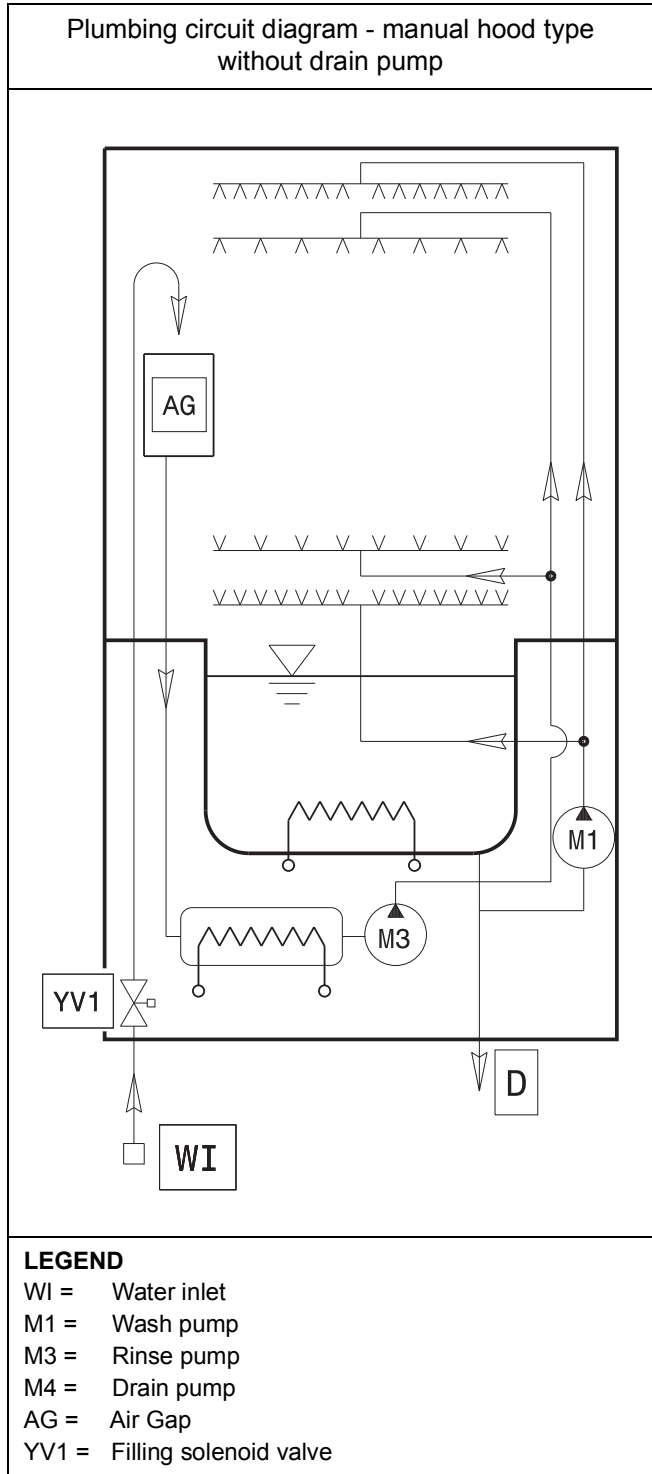 Plumbing circuit diagram - manual hood type
without drain pump
AG
M1
M3
YV1
D
WI
LEGEND
WI = Water inlet
M1 = Wash pump
M3 = Rinse pump
M4 = Drain pump
AG = Air Gap
YV1 = Filling solenoid valve